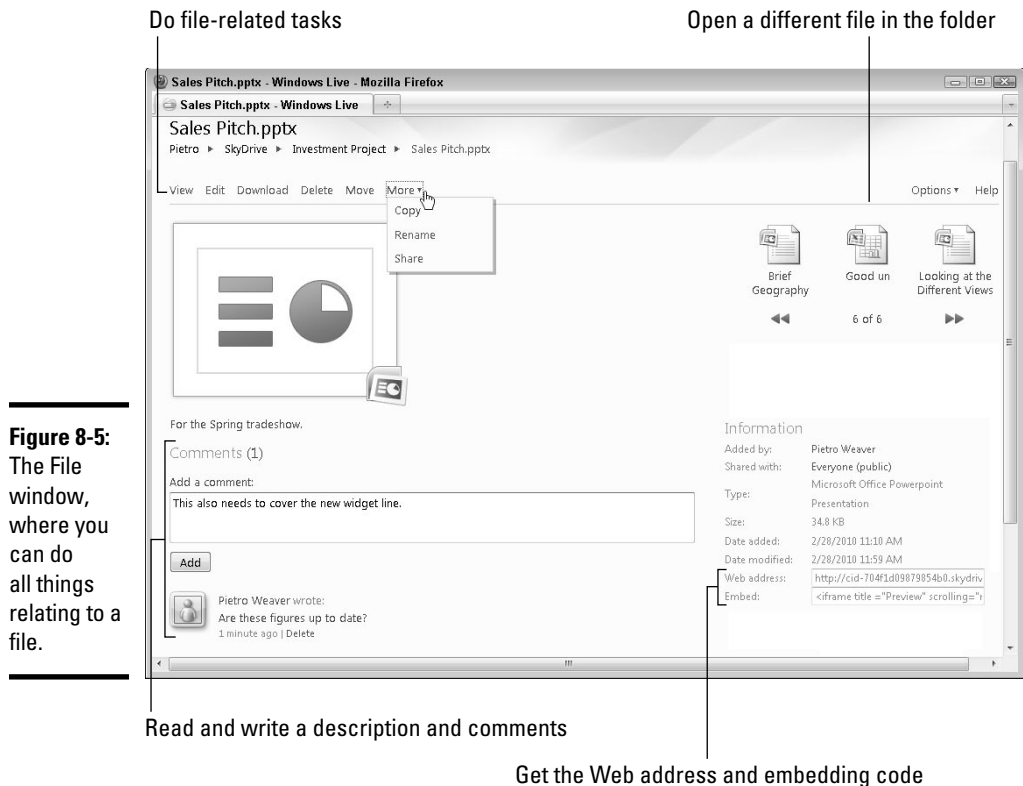 Do file-related tasks
Open a different file in the folder
Sales Pitch.pptx - Windows Live - Mozilla Firefox
Sales Pitch.pptx - Windows Live
Sales Pitch.pptx
Pietro ▸ SkyDrive ▸ Investment Project ▸ Sales Pitch.pptx
View Edit Download Delete Move More
Options Help
Copy
Rename
Share
Brief Geography
Good un
Looking at the Different Views
6 of 6
For the Spring tradeshow.
Comments (1)
Add a comment:
This also needs to cover the new widget line.
Add
Pietro Weaver wrote:
Are these figures up to date?
1 minute ago | Delete
Information
Added by: Pietro Weaver
Shared with: Everyone (public)
Type: Microsoft Office Powerpoint Presentation
Size: 34.8 KB
Date added: 2/28/2010 11:10 AM
Date modified: 2/28/2010 11:59 AM
Web address: http://cid-704f1d09879854b0.skydriv
Embed: <iframe title ="Preview" scrolling="r
Figure 8-5:
The File
window,
where you
can do
all things
relating to a
file.
Read and write a description and comments
Get the Web address and embedding code